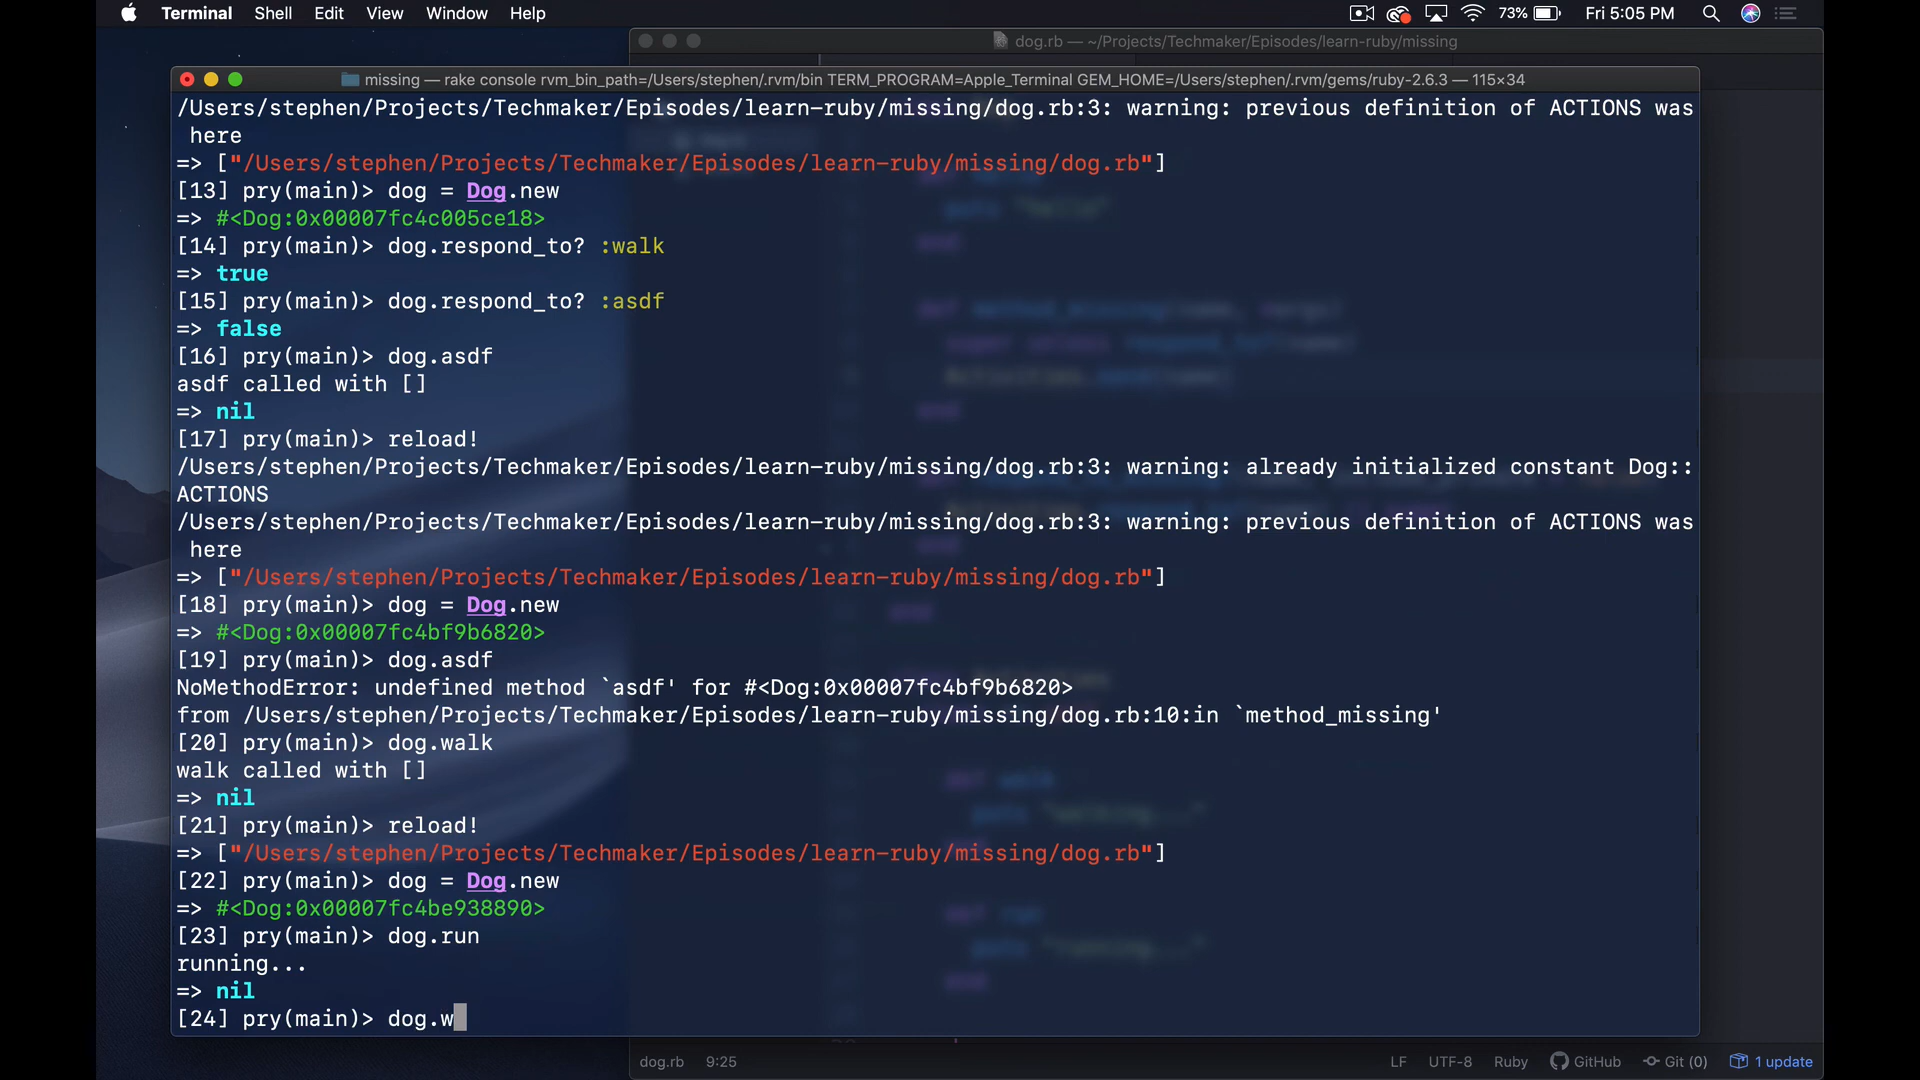 Terminal Shell Edit View Window Help 73% Fri 5:05 PM
dog.rb — ~/Projects/Techmaker/Episodes/learn-ruby/missing
missing — rake console rvm_bin_path=/Users/stephen/.rvm/bin TERM_PROGRAM=Apple_Terminal GEM_HOME=/Users/stephen/.rvm/gems/ruby-2.6.3 — 115×34
/Users/stephen/Projects/Techmaker/Episodes/learn-ruby/missing/dog.rb:3: warning: previous definition of ACTIONS was
here
=> ["/Users/stephen/Projects/Techmaker/Episodes/learn-ruby/missing/dog.rb"]
[13] pry(main)> dog = Dog.new
=> #<Dog:0x00007fc4c005ce18>
[14] pry(main)> dog.respond_to? :walk
=> true
[15] pry(main)> dog.respond_to? :asdf
=> false
[16] pry(main)> dog.asdf
asdf called with []
=> nil
[17] pry(main)> reload!
/Users/stephen/Projects/Techmaker/Episodes/learn-ruby/missing/dog.rb:3: warning: already initialized constant Dog::
ACTIONS
/Users/stephen/Projects/Techmaker/Episodes/learn-ruby/missing/dog.rb:3: warning: previous definition of ACTIONS was
here
=> ["/Users/stephen/Projects/Techmaker/Episodes/learn-ruby/missing/dog.rb"]
[18] pry(main)> dog = Dog.new
=> #<Dog:0x00007fc4bf9b6820>
[19] pry(main)> dog.asdf
NoMethodError: undefined method `asdf' for #<Dog:0x00007fc4bf9b6820>
from /Users/stephen/Projects/Techmaker/Episodes/learn-ruby/missing/dog.rb:10:in `method_missing'
[20] pry(main)> dog.walk
walk called with []
=> nil
[21] pry(main)> reload!
=> ["/Users/stephen/Projects/Techmaker/Episodes/learn-ruby/missing/dog.rb"]
[22] pry(main)> dog = Dog.new
=> #<Dog:0x00007fc4be938890>
[23] pry(main)> dog.run
running...
=> nil
[24] pry(main)> dog.w
dog.rb 9:25 LF UTF-8 Ruby GitHub Git (0) 1 update